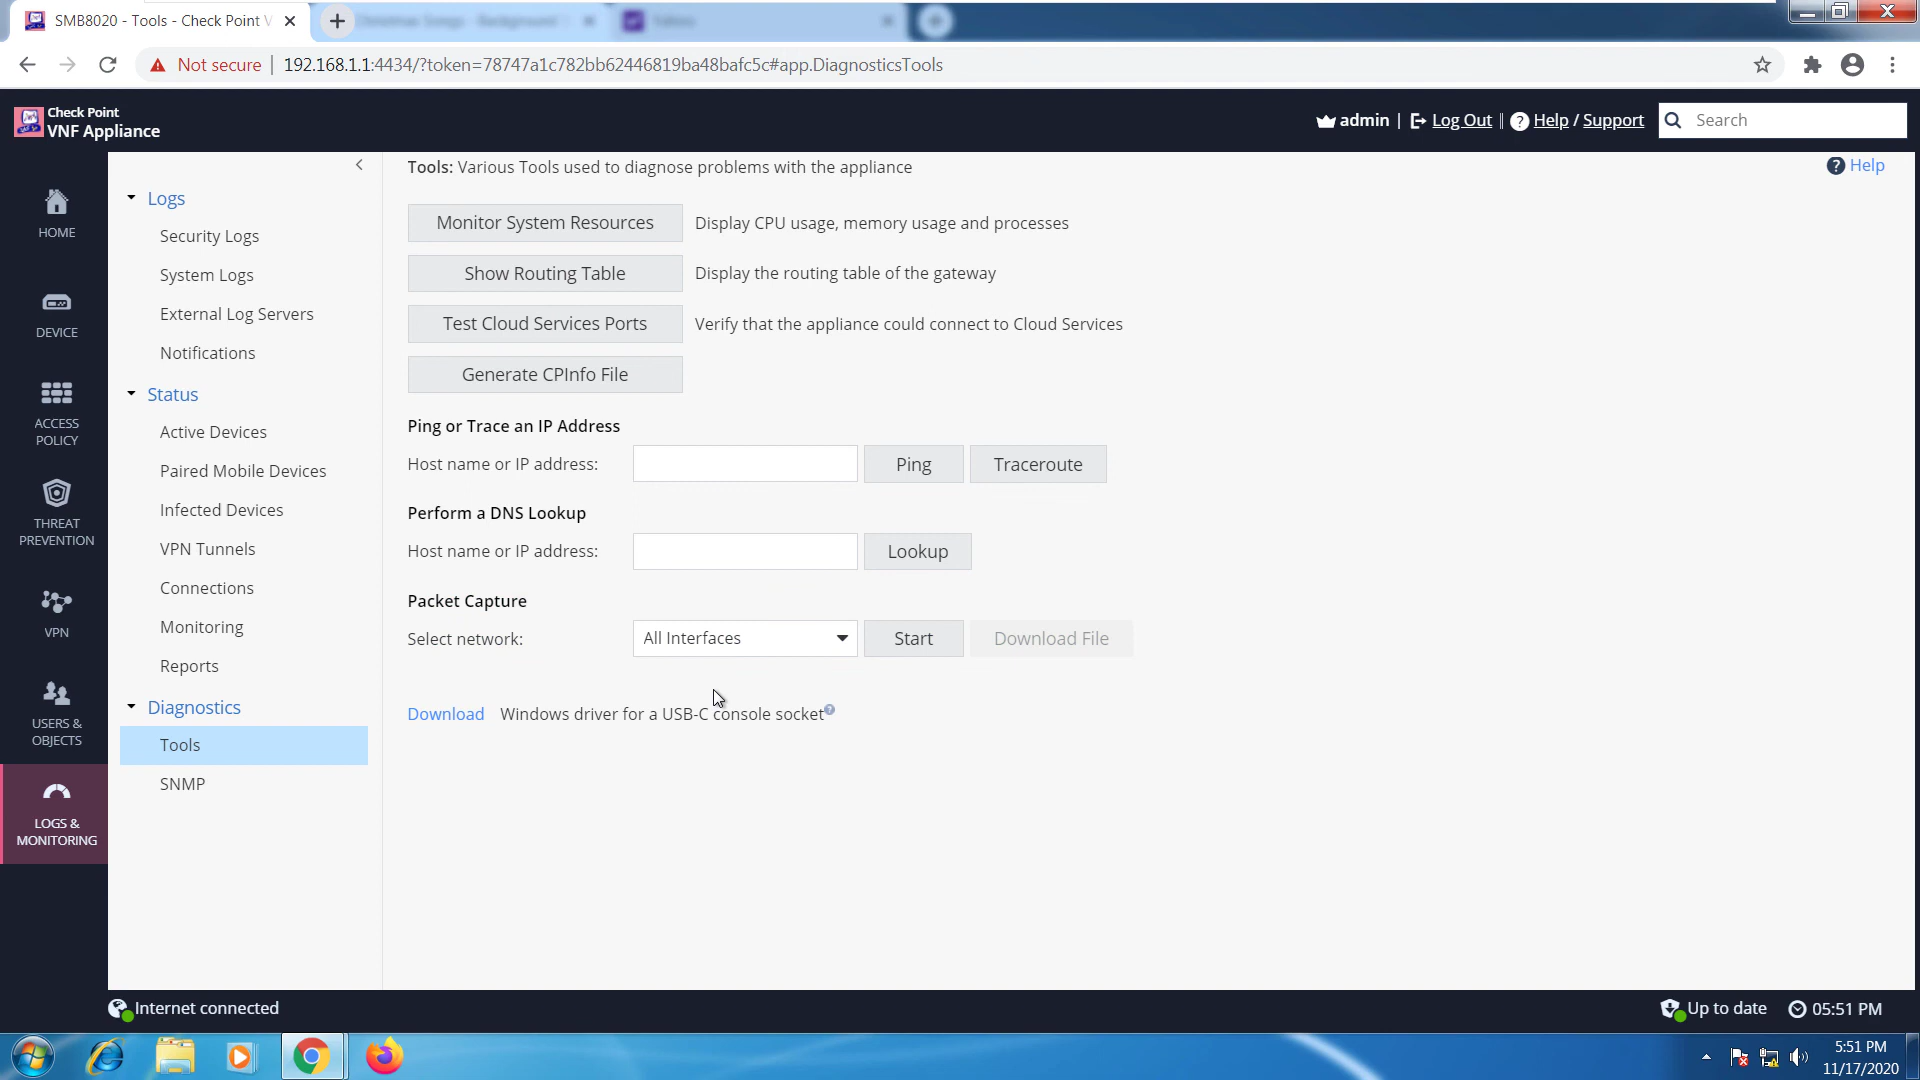 SMB8020 - Tools - Check Point V
Not secure
192.168.1.1:4434/?token=78747a1c782bb62446819ba48bafc5c#app.DiagnosticsTools
Check Point
VNF Appliance
admin | Log Out | Help / Support
Search
HOME
DEVICE
ACCESS
POLICY
THREAT
PREVENTION
VPN
USERS &
OBJECTS
LOGS &
MONITORING
Logs
Security Logs
System Logs
External Log Servers
Notifications
Status
Active Devices
Paired Mobile Devices
Infected Devices
VPN Tunnels
Connections
Monitoring
Reports
Diagnostics
Tools
SNMP
Tools: Various Tools used to diagnose problems with the appliance
Help
Monitor System Resources Display CPU usage, memory usage and processes
Show Routing Table Display the routing table of the gateway
Test Cloud Services Ports Verify that the appliance could connect to Cloud Services
Generate CPInfo File
Ping or Trace an IP Address
Host name or IP address: Ping Traceroute
Perform a DNS Lookup
Host name or IP address: Lookup
Packet Capture
Select network: All Interfaces Start Download File
Download Windows driver for a USB-C console socket
Internet connected
Up to date 05:51 PM
5:51 PM
11/17/2020